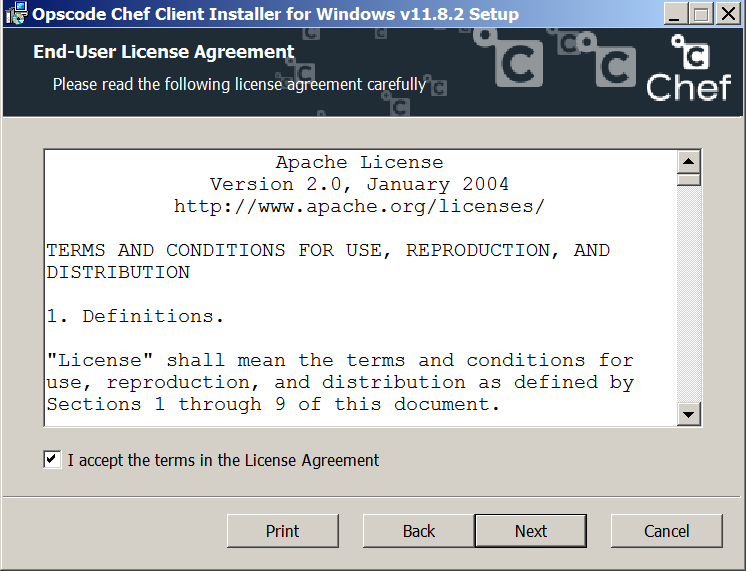 Opscode Chef Client Installer for Windows v11.8.2 Setup
End-User License Agreement
Please read the following license agreement carefully
Chef
Apache License
Version 2.0, January 2004
http://www.apache.org/licenses/
TERMS AND CONDITIONS FOR USE, REPRODUCTION, AND
DISTRIBUTION
1. Definitions.
"License" shall mean the terms and conditions for
use, reproduction, and distribution as defined by
Sections 1 through 9 of this document.
I accept the terms in the License Agreement
Print Back Next Cancel